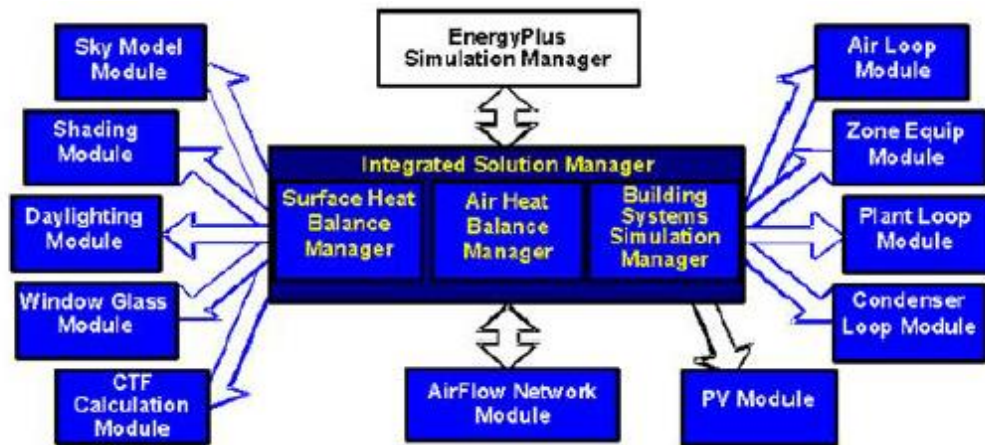 Sky Model
Module
Shading
Module
Daylighting
Module
Window Glass
Module
CTF
Calculation
Module
EnergyPlus
Simulation Manager
Integrated Solution Manager
Surface Heat
Balance
Manager
Air Heat
Balance
Manager
Building
Systems
Simulation
Manager
AirFlow Network
Module
PV Module
Air Loop
Module
Zone Equip
Module
Plant Loop
Module
Condenser
Loop Module